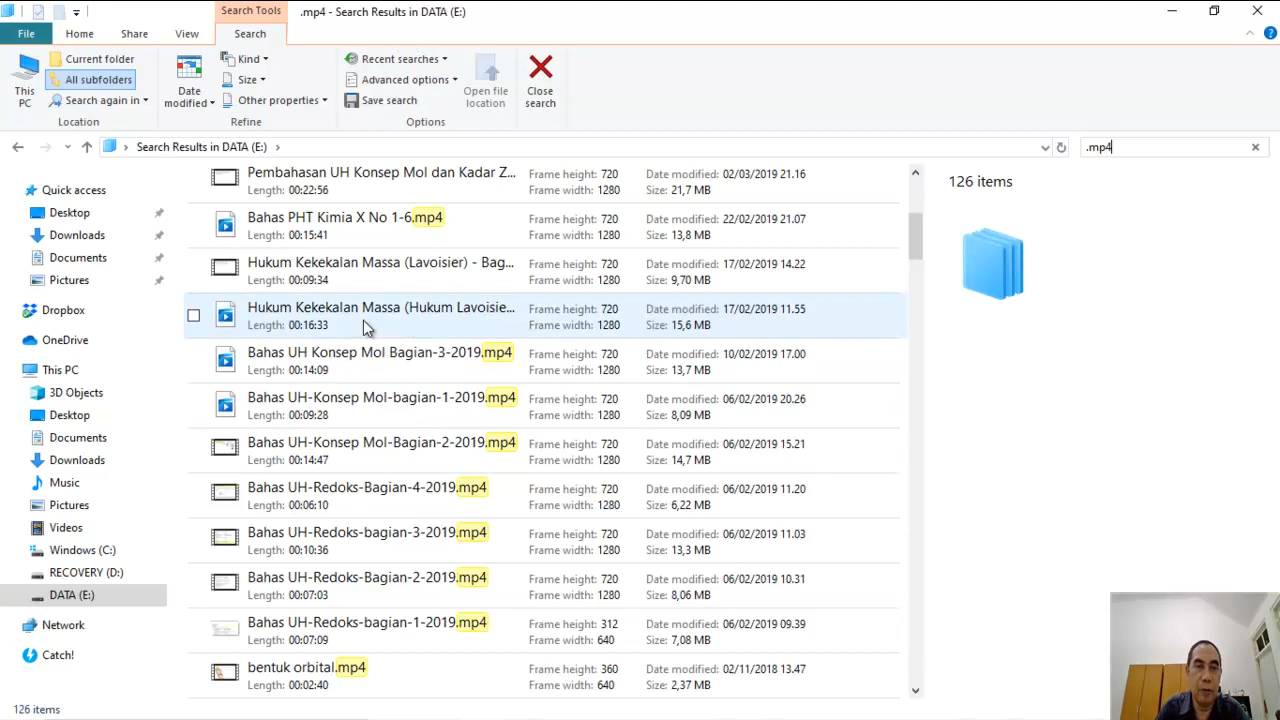 Search Tools
.mp4 - Search Results in DATA (E:)
File
Home
Share
View
Search
This PC
Current folder
All subfolders
Search again in
Location
Date modified
Kind
Size
Other properties
Refine
Recent searches
Advanced options
Save search
Options
Open file location
Close search
Search Results in DATA (E:)
.mp4
Quick access
Desktop
Downloads
Documents
Pictures
Dropbox
OneDrive
This PC
3D Objects
Desktop
Documents
Downloads
Music
Pictures
Videos
Windows (C:)
RECOVERY (D:)
DATA (E:)
Network
Catch!
Pembahasan UH Konsep Mol dan Kadar Z... Frame height: 720 Date modified: 02/03/2019 21.16
Length: 00:22:56 Frame width: 1280 Size: 21,7 MB
Bahas PHT Kimia X No 1-6.mp4 Frame height: 720 Date modified: 22/02/2019 21.07
Length: 00:15:41 Frame width: 1280 Size: 13,8 MB
Hukum Kekekalan Massa (Lavoisier) - Bag... Frame height: 720 Date modified: 17/02/2019 14.22
Length: 00:09:34 Frame width: 1280 Size: 9,70 MB
Hukum Kekekalan Massa (Hukum Lavoisie... Frame height: 720 Date modified: 17/02/2019 11.55
Length: 00:16:33 Frame width: 1280 Size: 15,6 MB
Bahas UH Konsep Mol Bagian-3-2019.mp4 Frame height: 720 Date modified: 10/02/2019 17.00
Length: 00:14:09 Frame width: 1280 Size: 13,7 MB
Bahas UH-Konsep Mol-bagian-1-2019.mp4 Frame height: 720 Date modified: 06/02/2019 20.26
Length: 00:09:28 Frame width: 1280 Size: 8,09 MB
Bahas UH-Konsep Mol-Bagian-2-2019.mp4 Frame height: 720 Date modified: 06/02/2019 15.21
Length: 00:14:47 Frame width: 1280 Size: 14,7 MB
Bahas UH-Redoks-Bagian-4-2019.mp4 Frame height: 720 Date modified: 06/02/2019 11.20
Length: 00:06:10 Frame width: 1280 Size: 6,22 MB
Bahas UH-Redoks-bagian-3-2019.mp4 Frame height: 720 Date modified: 06/02/2019 11.03
Length: 00:10:36 Frame width: 1280 Size: 13,3 MB
Bahas UH-Redoks-Bagian-2-2019.mp4 Frame height: 720 Date modified: 06/02/2019 10.31
Length: 00:07:03 Frame width: 1280 Size: 8,06 MB
Bahas UH-Redoks-bagian-1-2019.mp4 Frame height: 312 Date modified: 06/02/2019 09.39
Length: 00:07:09 Frame width: 640 Size: 7,08 MB
bentuk orbital.mp4 Frame height: 360 Date modified: 02/11/2018 13.47
Length: 00:02:40 Frame width: 640 Size: 2,37 MB
126 items
126 items